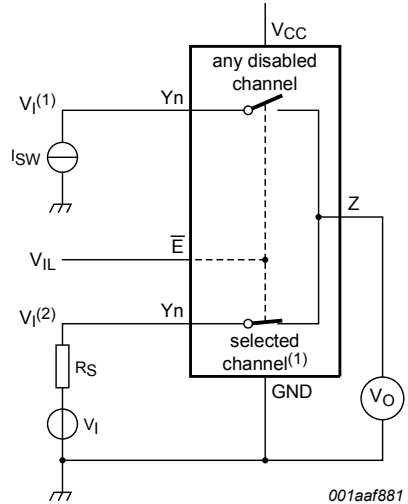 VCC
any disabled
channel
VI(1)
Yn
ISW
Z
E
VIL
VI(2)
Yn
selected
channel(1)
RS
GND
VO
VI
001aaf881